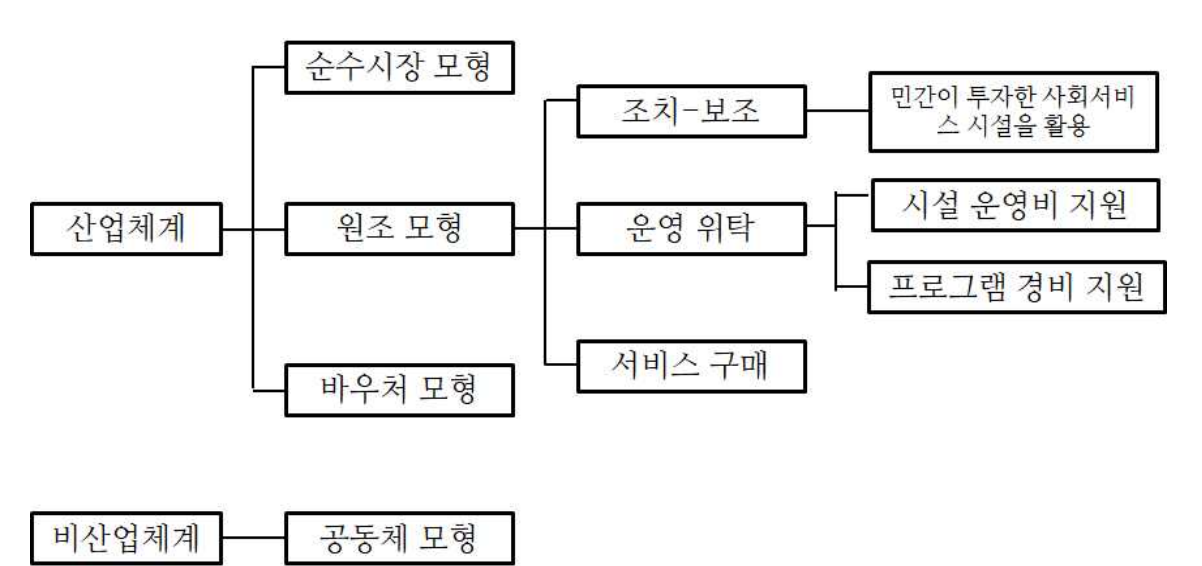 순수시장 모형
조치-보조
민간이 투자한 사회서비
스 시설을 활용
산업체계
원조 모형
운영 위탁
시설 운영비 지원
프로그램 경비 지원
서비스 구매
바우처 모형
비산업체계
공동체 모형